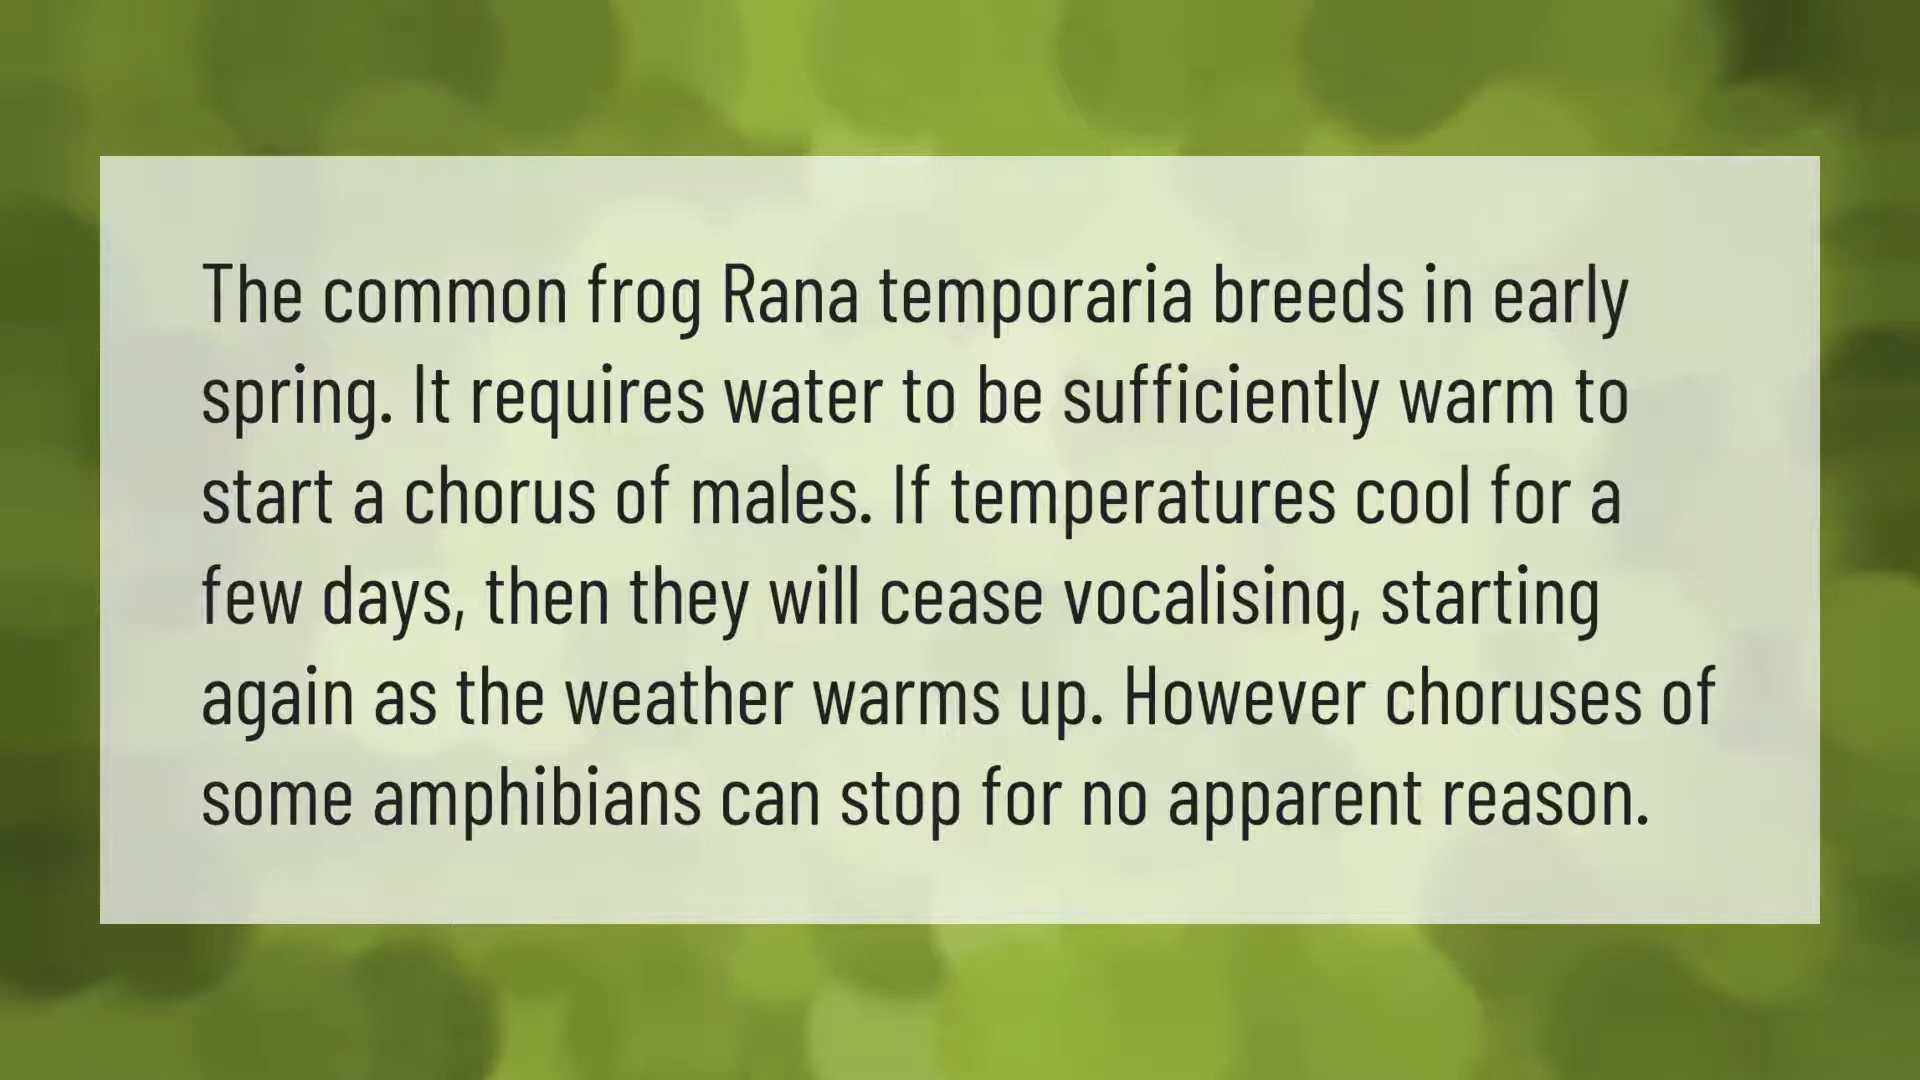 The common frog Rana temporaria breeds in early
spring. It requires water to be sufficiently warm to
start a chorus of males. If temperatures cool for a
few days, then they will cease vocalising, starting
again as the weather warms up. However choruses of
some amphibians can stop for no apparent reason.